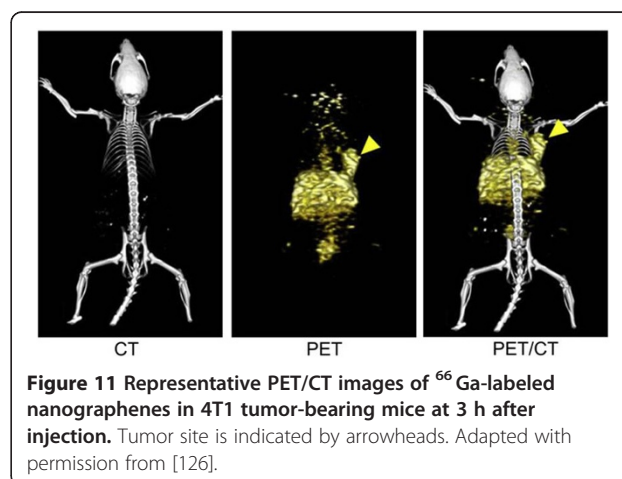 CT PET PET/CT
Figure 11 Representative PET/CT images of ⁶⁶ Ga-labeled
nanographenes in 4T1 tumor-bearing mice at 3 h after
injection. Tumor site is indicated by arrowheads. Adapted with
permission from [126].